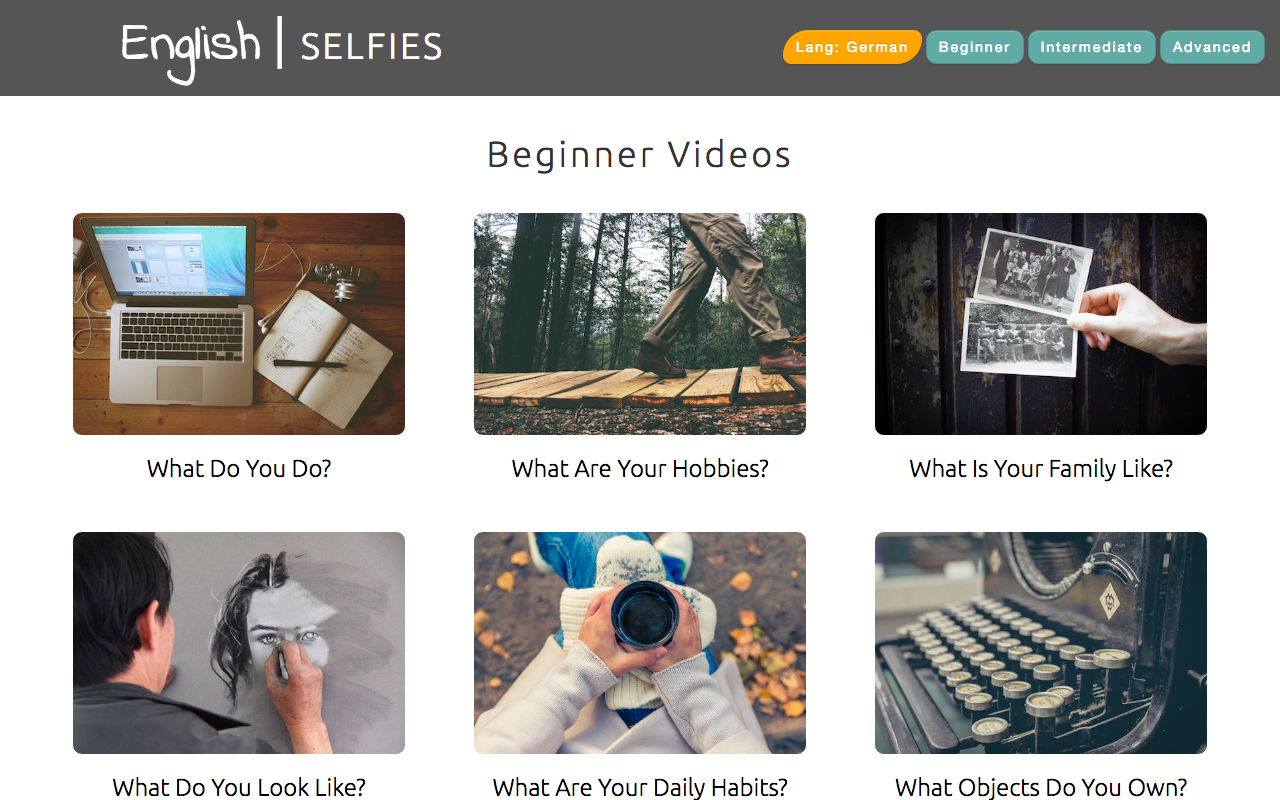 English | SELFIES
Lang: German
Beginner
Intermediate
Advanced
Beginner Videos
What Do You Do?
What Are Your Hobbies?
What Is Your Family Like?
What Do You Look Like?
What Are Your Daily Habits?
What Objects Do You Own?